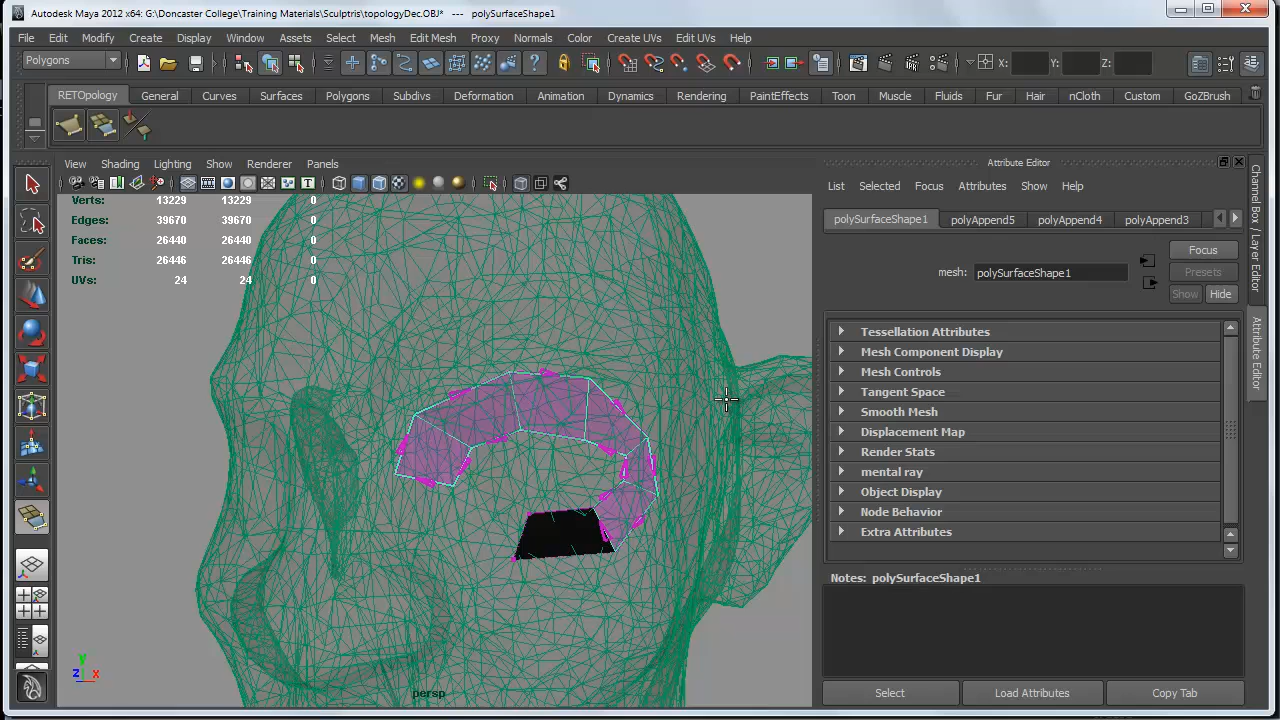 Autodesk Maya 2012 x64: G:\Doncaster College\Training Materials\Sculptris\topologyDec.OBJ* --- polySurfaceShape1
File Edit Modify Create Display Window Assets Select Mesh Edit Mesh Proxy Normals Color Create UVs Edit UVs Help
Polygons X: Y: Z:
RETopology General Curves Surfaces Polygons Subdivs Deformation Animation Dynamics Rendering PaintEffects Toon Muscle Fluids Fur Hair nCloth Custom GoZBrush
View Shading Lighting Show Renderer Panels
Verts: 13229 13229 0
Edges: 39670 39670 0
Faces: 26440 26440 0
Tris: 26446 26446 0
UVs: 24 24 0
y
z x
persp
Attribute Editor
List Selected Focus Attributes Show Help
polySurfaceShape1 polyAppend5 polyAppend4 polyAppend3
Focus
mesh: polySurfaceShape1 Presets
Show Hide
Tessellation Attributes
Mesh Component Display
Mesh Controls
Tangent Space
Smooth Mesh
Displacement Map
Render Stats
mental ray
Object Display
Node Behavior
Extra Attributes
Notes: polySurfaceShape1
Select Load Attributes Copy Tab
Channel Box / Layer Editor
Attribute Editor